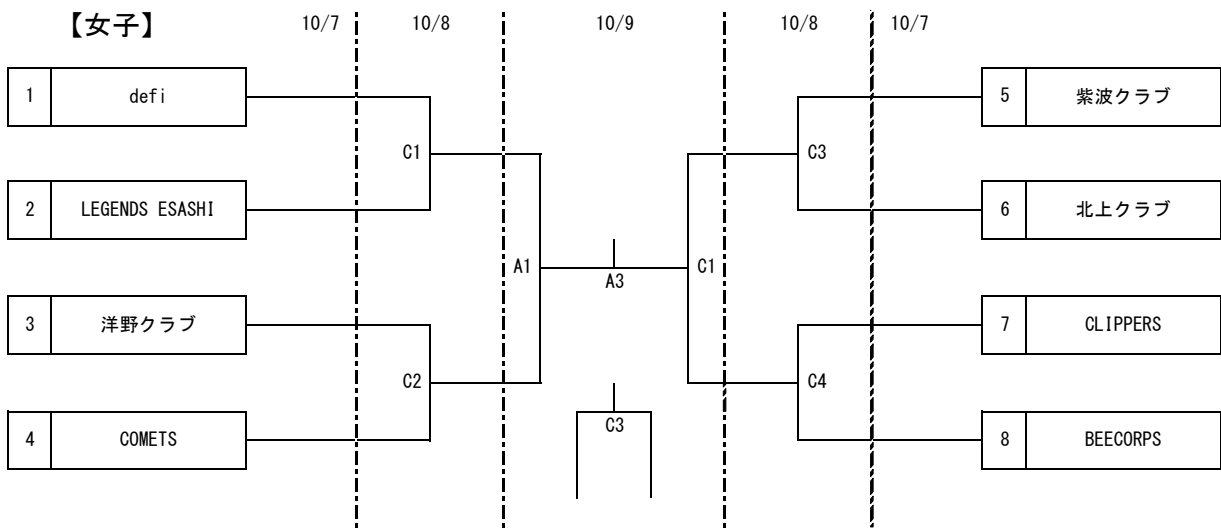 【女子】 10/7 10/8 10/9 10/8 10/7
1 defi
5 紫波クラブ
C1
C3
2 LEGENDS ESASHI
6 北上クラブ
A1
A3
C1
3 洋野クラブ
7 CLIPPERS
C2
C4
C3
4 COMETS
8 BEECORPS